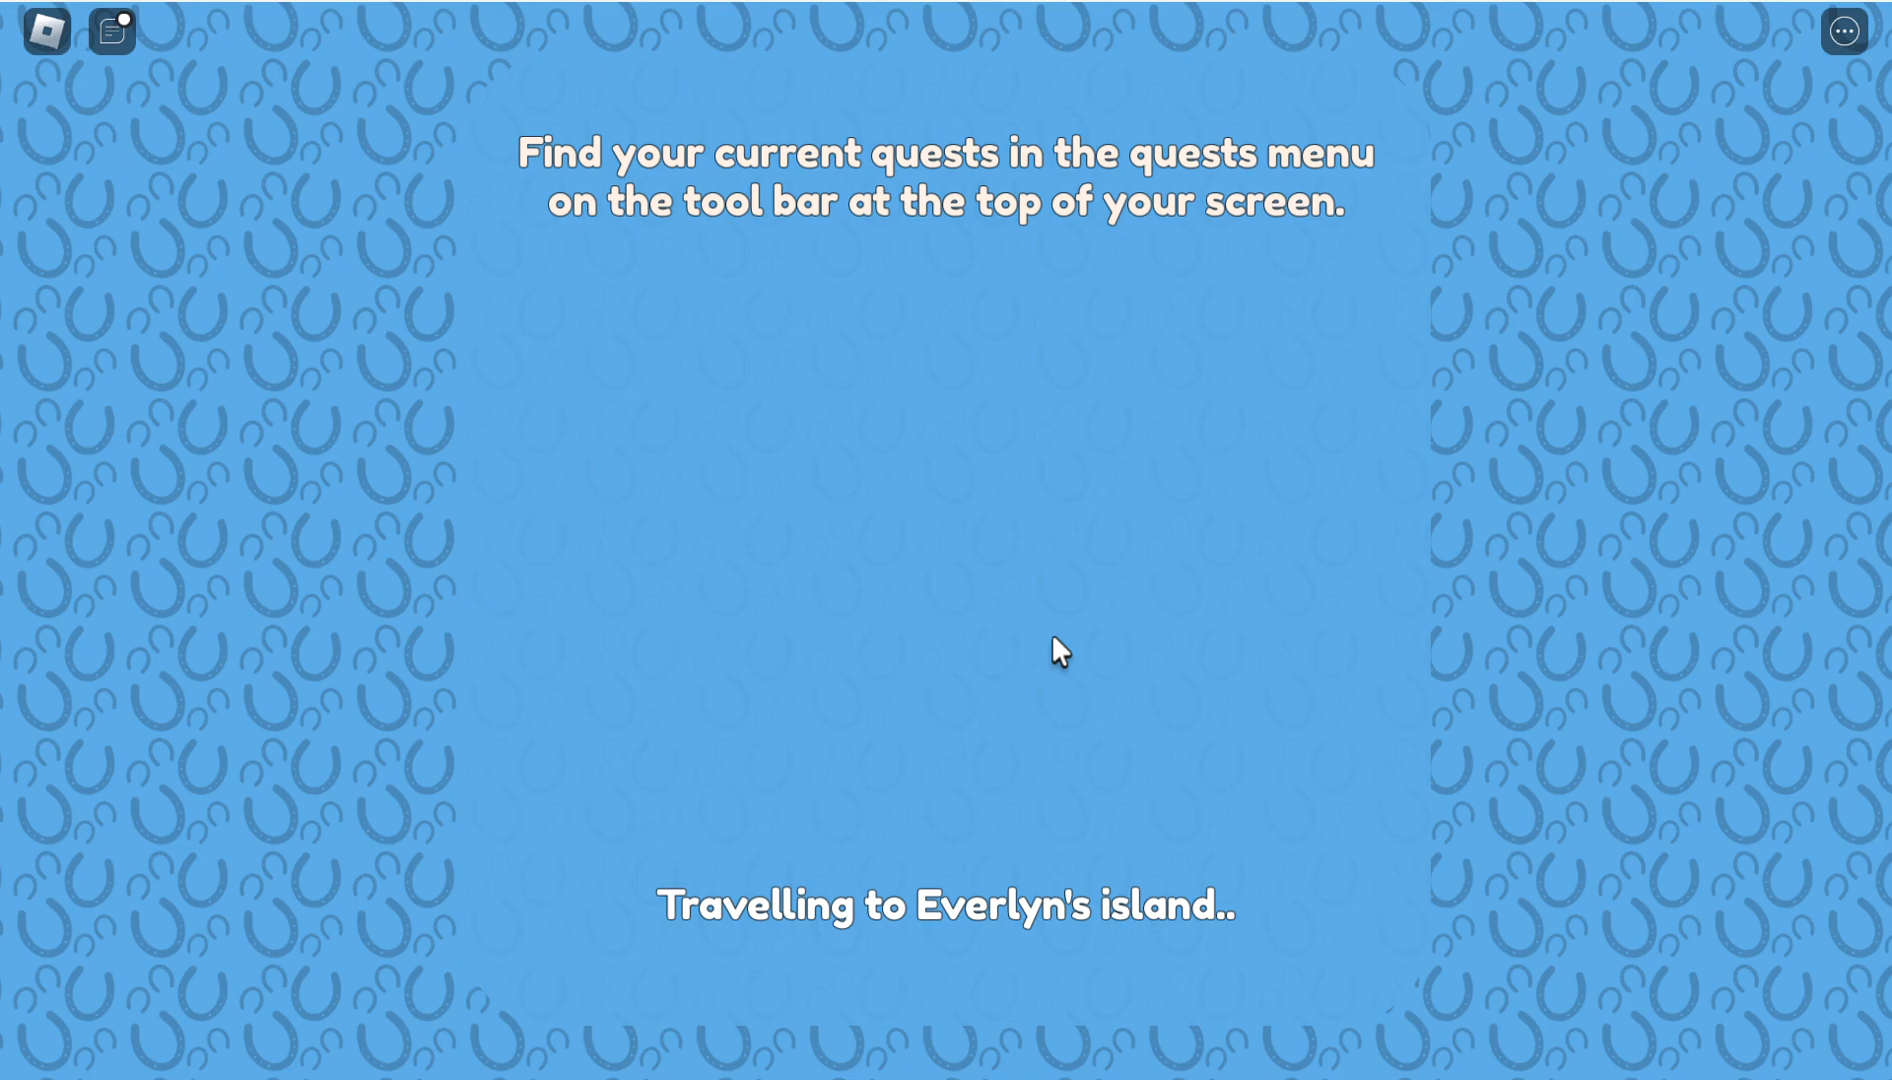 Find your current quests in the quests menu
on the tool bar at the top of your screen.
Travelling to Everlyn's island..